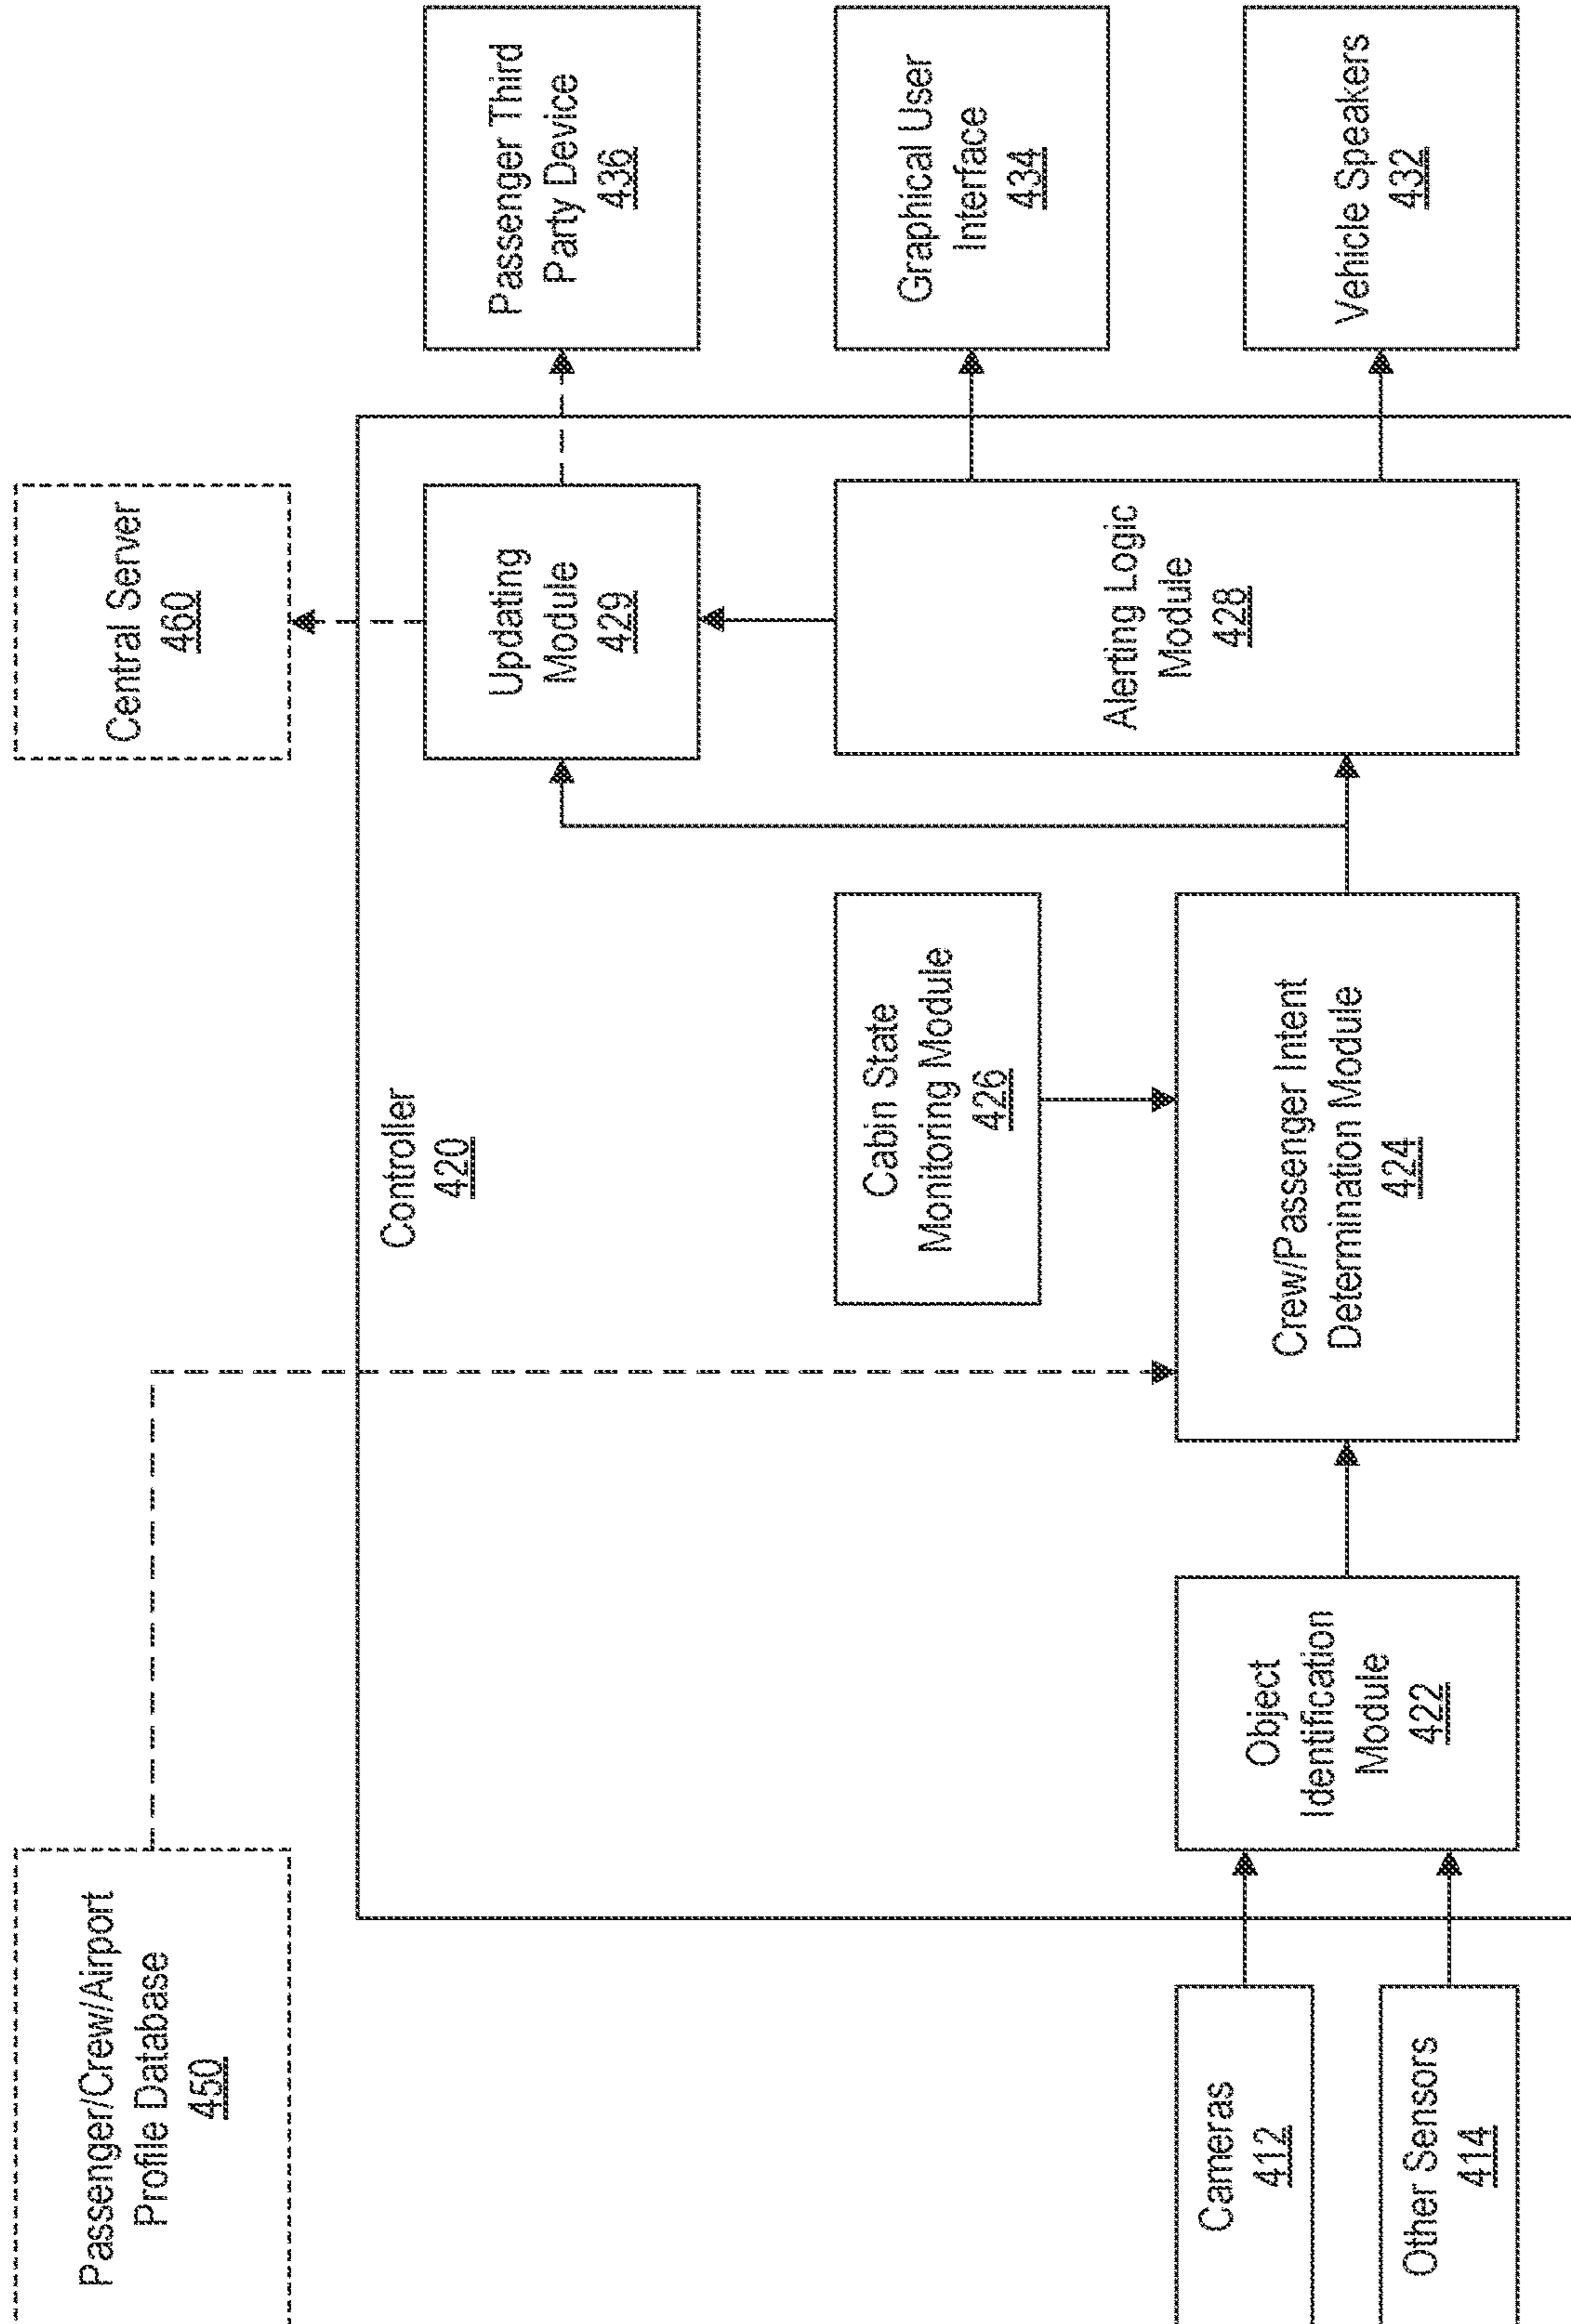 Passenger/Crew/Airport
Profile Database
450
Central Server
460
Controller
420
Updating
Module
429
Passenger Third
Party Device
436
Cabin State
Monitoring Module
426
Graphical User
Interface
434
Cameras
412
Other Sensors
414
Object
Identification
Module
422
Crew/Passenger Intent
Determination Module
424
Alerting Logic
Module
428
Vehicle Speakers
432